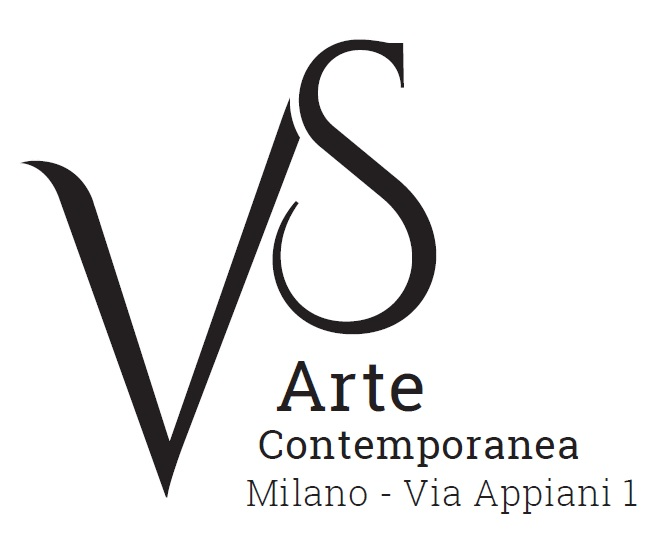 VS
Arte
Contemporanea
Milano - Via Appiani 1